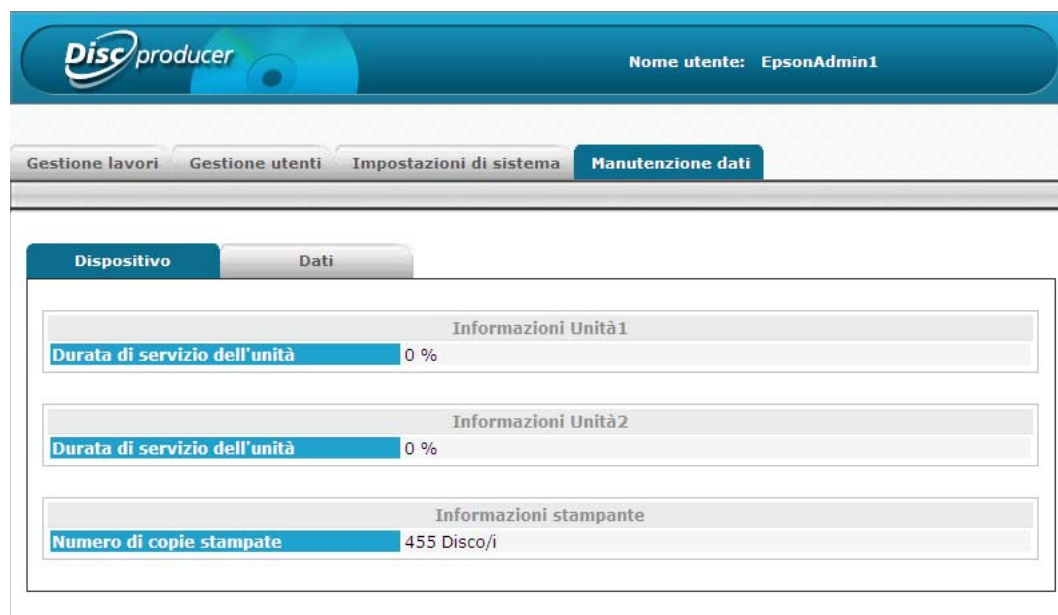 Disc producer
Nome utente: EpsonAdmin1
Gestione lavori Gestione utenti Impostazioni di sistema Manutenzione dati
Dispositivo Dati
Informazioni Unità1
Durata di servizio dell'unità 0 %
Informazioni Unità2
Durata di servizio dell'unità 0 %
Informazioni stampante
Numero di copie stampate 455 Disco/i